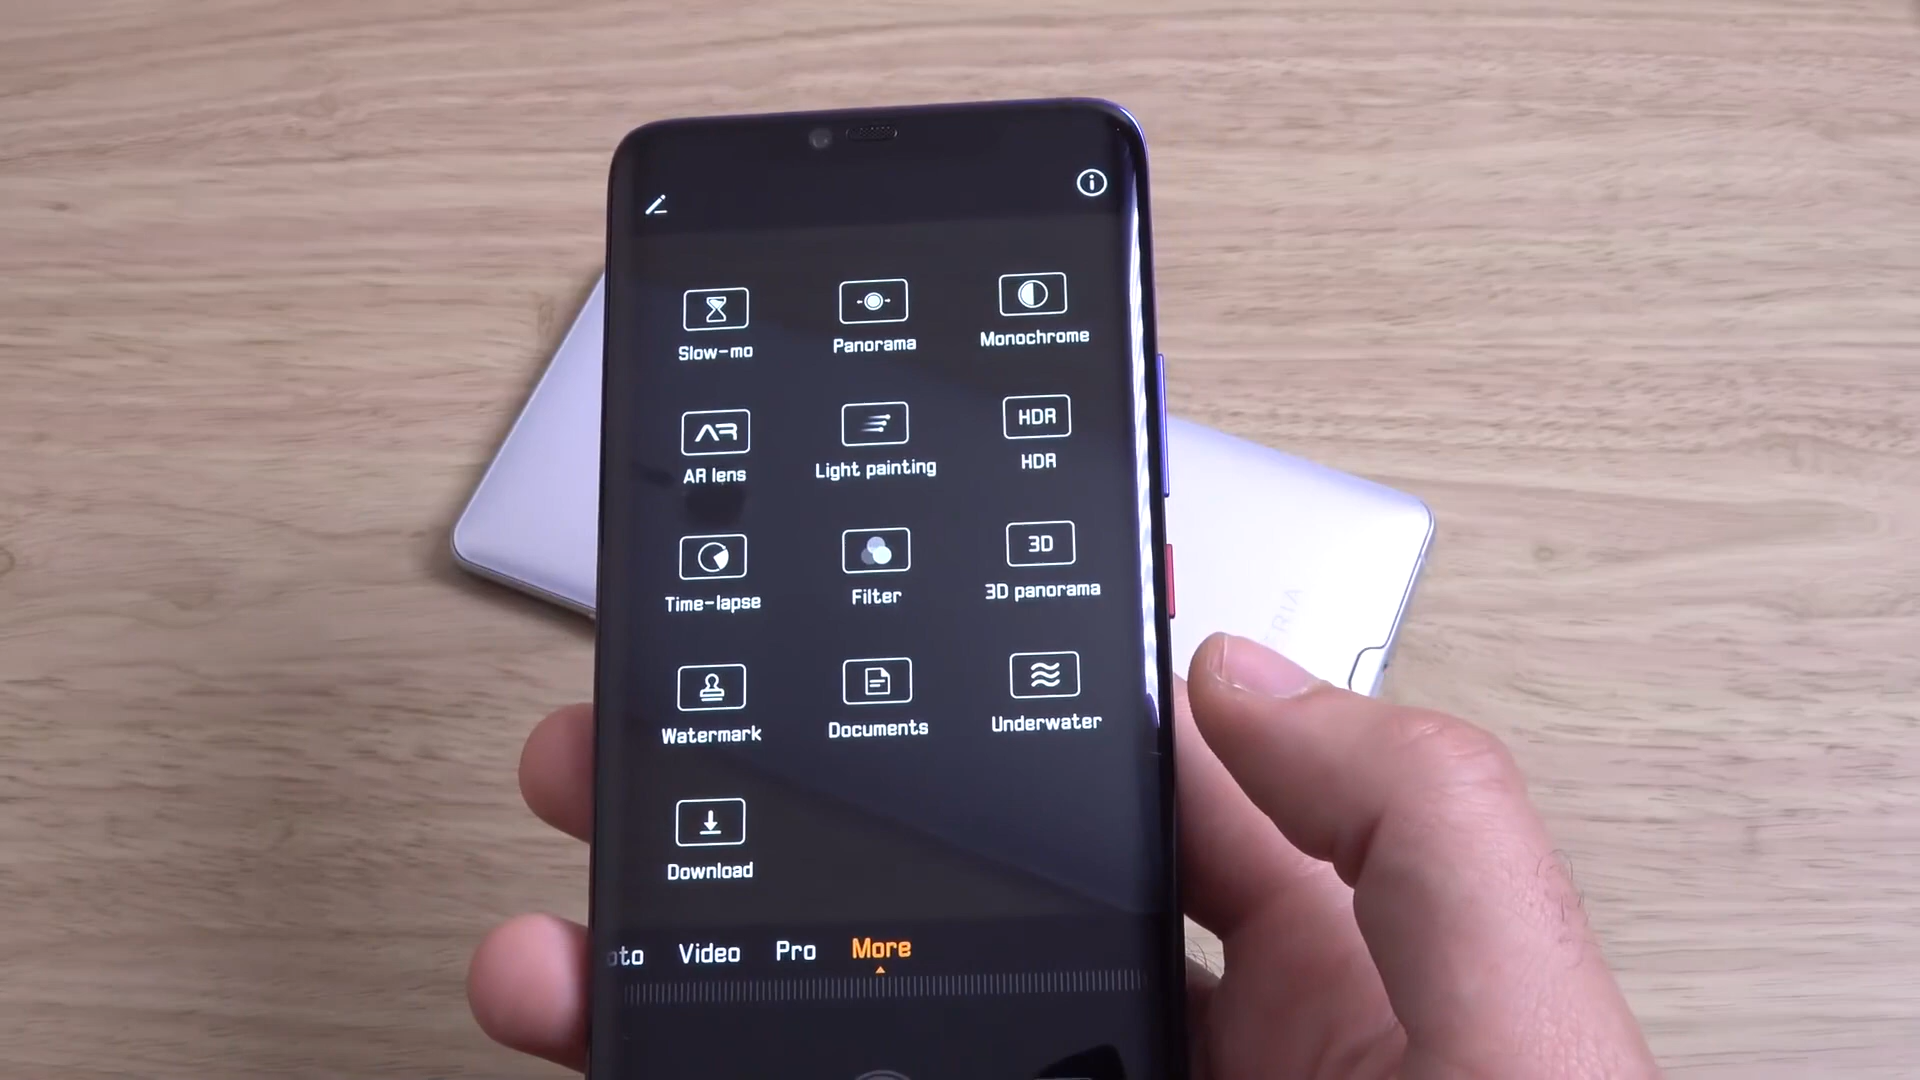 Slow-mo
Panorama
Monochrome
AR
AR lens
Light painting
HDR
HDR
Time-lapse
Filter
3D
3D panorama
Watermark
Documents
Underwater
Download
oto
Video
Pro
More